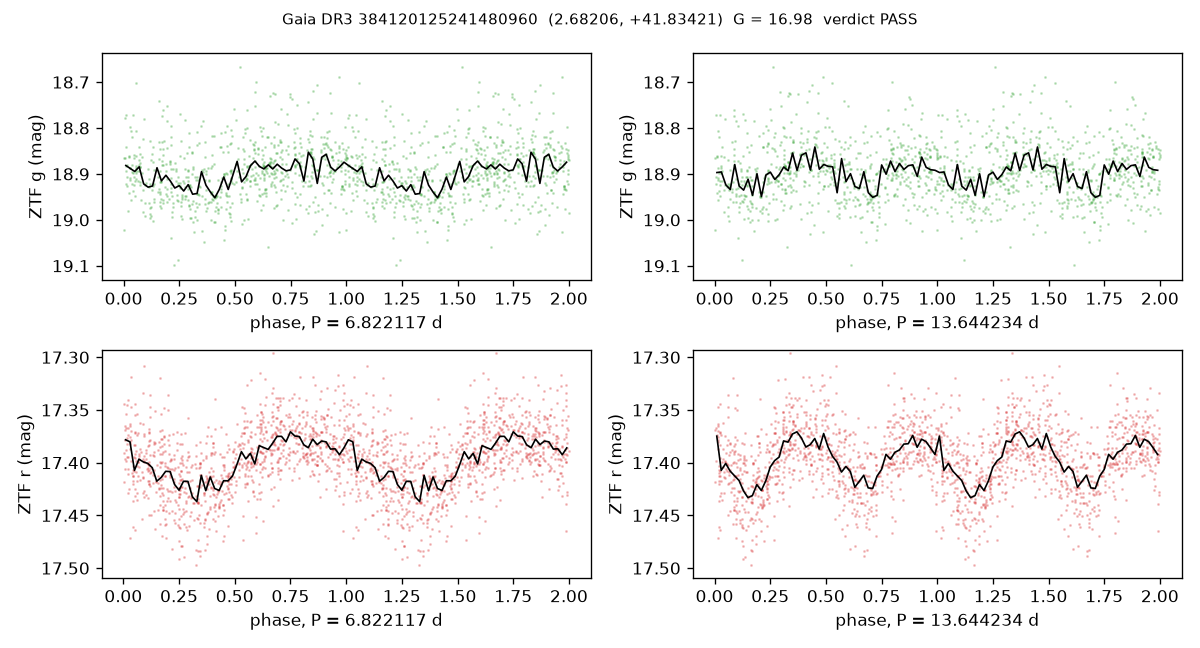 Gaia DR3 384120125241480960  (2.68206, +41.83421)  G = 16.98  verdict PASS
ZTF g (mag)
18.7
18.8
18.9
19.0
19.1
0.00 0.25 0.50 0.75 1.00 1.25 1.50 1.75 2.00
phase, P = 6.822117 d
ZTF g (mag)
18.7
18.8
18.9
19.0
19.1
0.00 0.25 0.50 0.75 1.00 1.25 1.50 1.75 2.00
phase, P = 13.644234 d
ZTF r (mag)
17.30
17.35
17.40
17.45
17.50
0.00 0.25 0.50 0.75 1.00 1.25 1.50 1.75 2.00
phase, P = 6.822117 d
ZTF r (mag)
17.30
17.35
17.40
17.45
17.50
0.00 0.25 0.50 0.75 1.00 1.25 1.50 1.75 2.00
phase, P = 13.644234 d